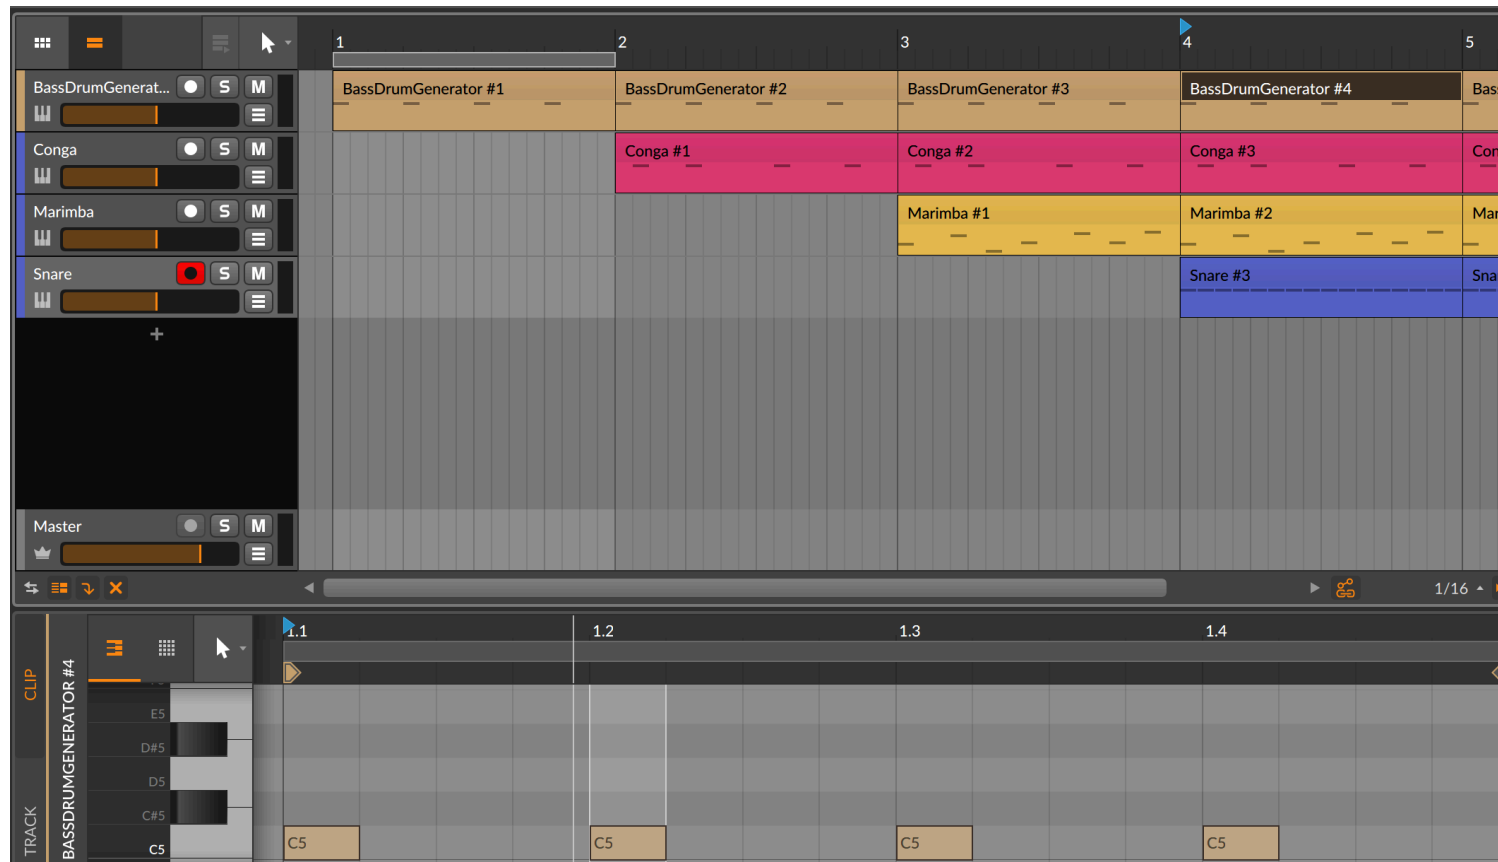 1 2 3 4 5
BassDrumGenerat... S M
BassDrumGenerator #1 BassDrumGenerator #2 BassDrumGenerator #3 BassDrumGenerator #4 Bas
Conga S M
Conga #1 Conga #2 Conga #3 Con
Marimba S M
Marimba #1 Marimba #2 Mar
Snare S M
Snare #3 Sna
+
Master S M
1/16
1.1 1.2 1.3 1.4
CLIP
TRACK
BASSDRUMGENERATOR #4
E5
D#5
D5
C#5
C5
C5 C5 C5 C5